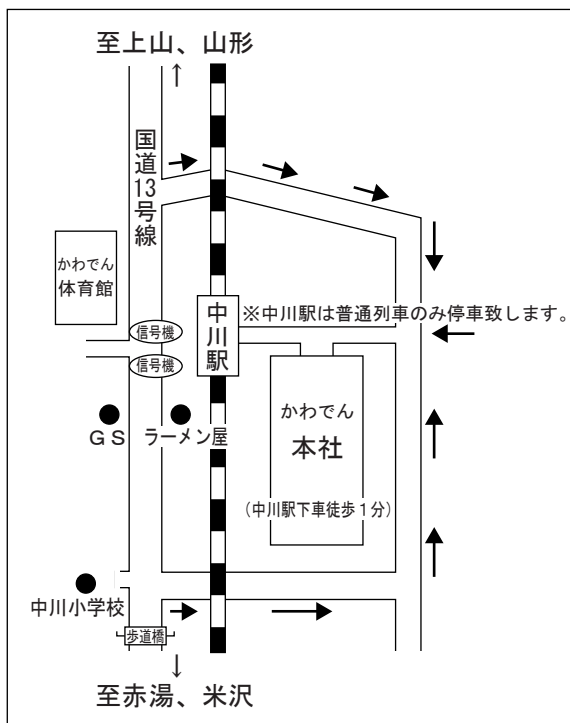 至上山、山形
↑
国道13号線
かわでん
体育館
信号機
中川駅
※中川駅は普通列車のみ停車致します。
信号機
ＧＳ
ラーメン屋
かわでん
本社
(中川駅下車徒歩１分)
中川小学校
歩道橋
↓
至赤湯、米沢